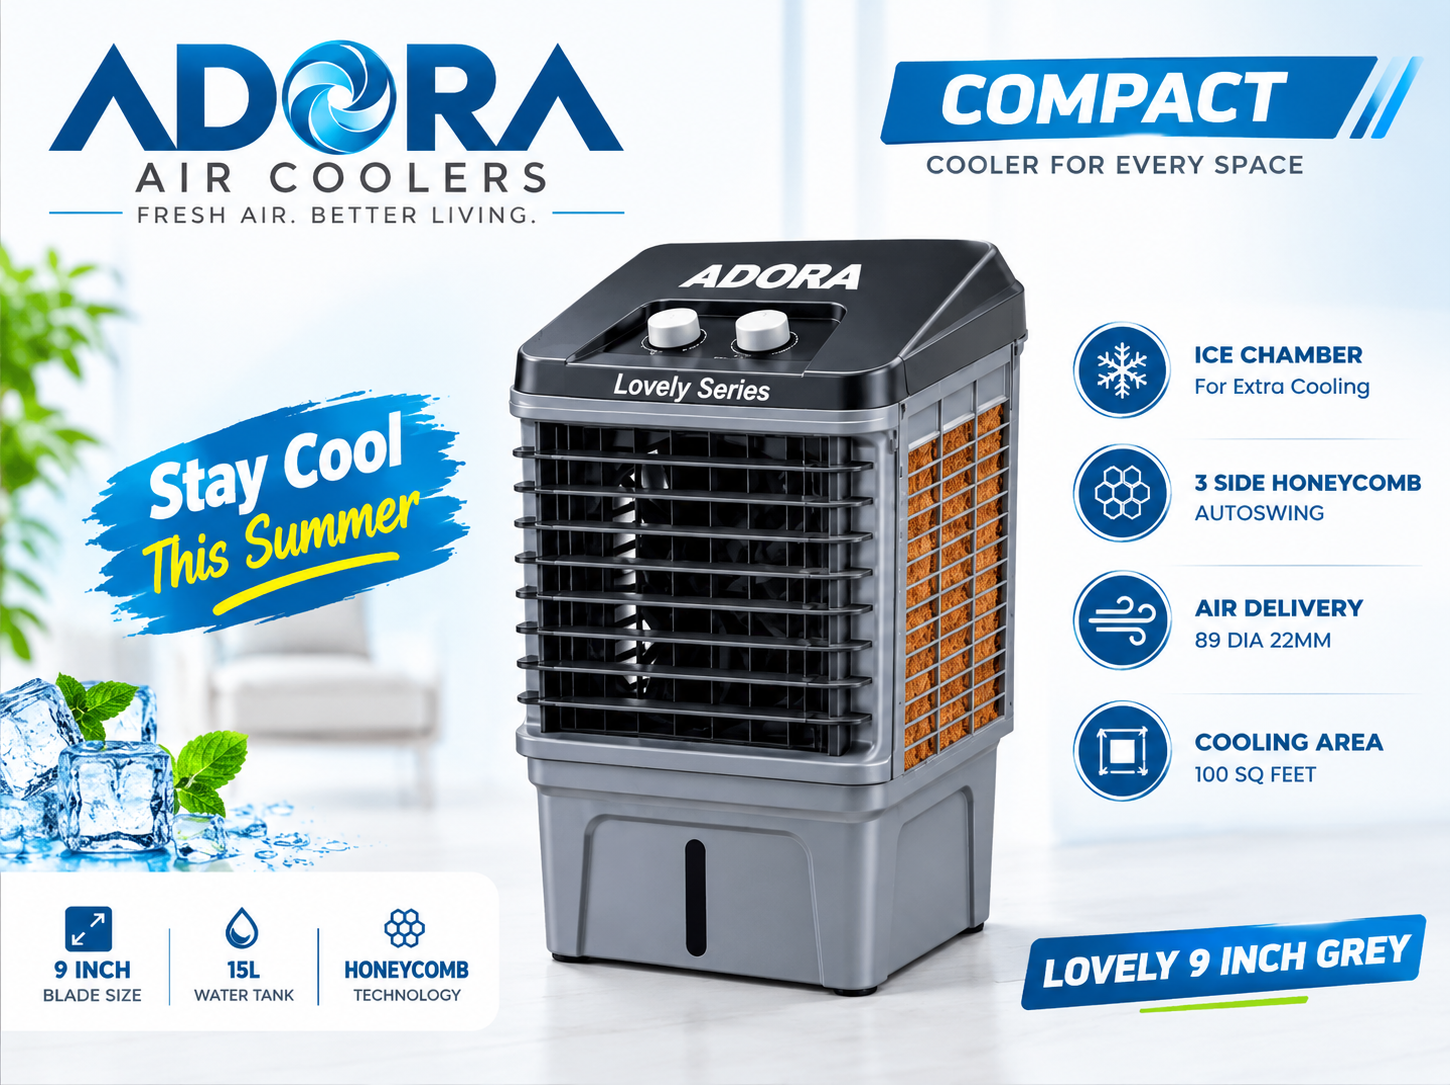 ADORA
AIR COOLERS
FRESH AIR. BETTER LIVING.
COMPACT
COOLER FOR EVERY SPACE
ADORA
Lovely Series
Stay Cool
This Summer
ICE CHAMBER
For Extra Cooling
3 SIDE HONEYCOMB
AUTOSWING
AIR DELIVERY
89 DIA 22MM
COOLING AREA
100 SQ FEET
9 INCH
BLADE SIZE
15L
WATER TANK
HONEYCOMB
TECHNOLOGY
LOVELY 9 INCH GREY